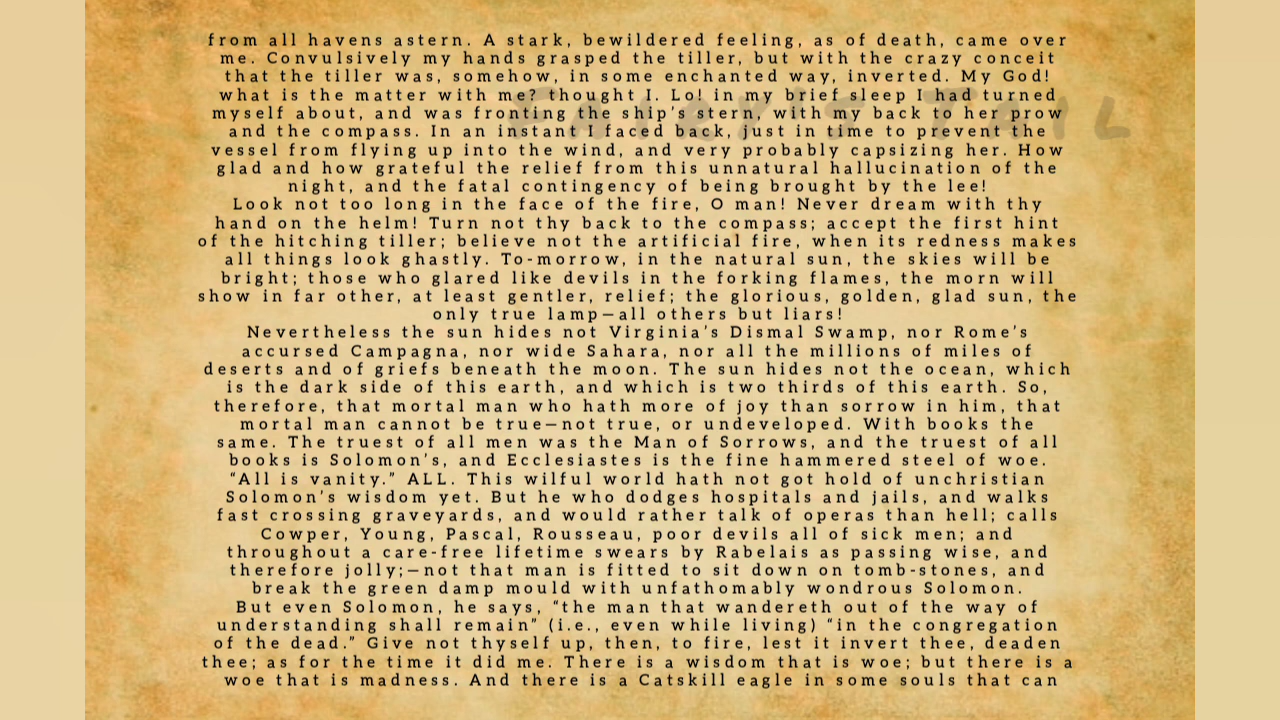 from all havens astern. A stark, bewildered feeling, as of death, came over
me. Convulsively my hands grasped the tiller, but with the crazy conceit
that the tiller was, somehow, in some enchanted way, inverted. My God!
what is the matter with me? thought I. Lo! in my brief sleep I had turned
myself about, and was fronting the ship's stern, with my back to her prow
and the compass. In an instant I faced back, just in time to prevent the
vessel from flying up into the wind, and very probably capsizing her. How
glad and how grateful the relief from this unnatural hallucination of the
night, and the fatal contingency of being brought by the lee!
Look not too long in the face of the fire, O man! Never dream with thy
hand on the helm! Turn not thy back to the compass; accept the first hint
of the hitching tiller; believe not the artificial fire, when its redness makes
all things look ghastly. To-morrow, in the natural sun, the skies will be
bright; those who glared like devils in the forking flames, the morn will
show in far other, at least gentler, relief; the glorious, golden, glad sun, the
only true lamp—all others but liars!
Nevertheless the sun hides not Virginia's Dismal Swamp, nor Rome's
accursed Campagna, nor wide Sahara, nor all the millions of miles of
deserts and of griefs beneath the moon. The sun hides not the ocean, which
is the dark side of this earth, and which is two thirds of this earth. So,
therefore, that mortal man who hath more of joy than sorrow in him, that
mortal man cannot be true—not true, or undeveloped. With books the
same. The truest of all men was the Man of Sorrows, and the truest of all
books is Solomon's, and Ecclesiastes is the fine hammered steel of woe.
“All is vanity.” ALL. This wilful world hath not got hold of unchristian
Solomon's wisdom yet. But he who dodges hospitals and jails, and walks
fast crossing graveyards, and would rather talk of operas than hell; calls
Cowper, Young, Pascal, Rousseau, poor devils all of sick men; and
throughout a care-free lifetime swears by Rabelais as passing wise, and
therefore jolly;—not that man is fitted to sit down on tomb-stones, and
break the green damp mould with unfathomably wondrous Solomon.
But even Solomon, he says, “the man that wandereth out of the way of
understanding shall remain” (i.e., even while living) “in the congregation
of the dead.” Give not thyself up, then, to fire, lest it invert thee, deaden
thee; as for the time it did me. There is a wisdom that is woe; but there is a
woe that is madness. And there is a Catskill eagle in some souls that can